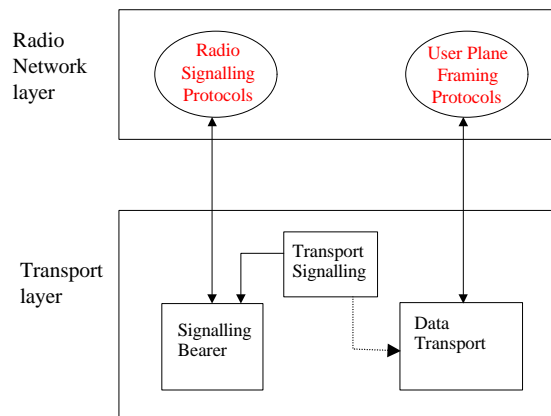 Radio
Network
layer
Radio
Signalling
Protocols
User Plane
Framing
Protocols
Transport
layer
Transport
Signalling
Signalling
Bearer
Data
Transport